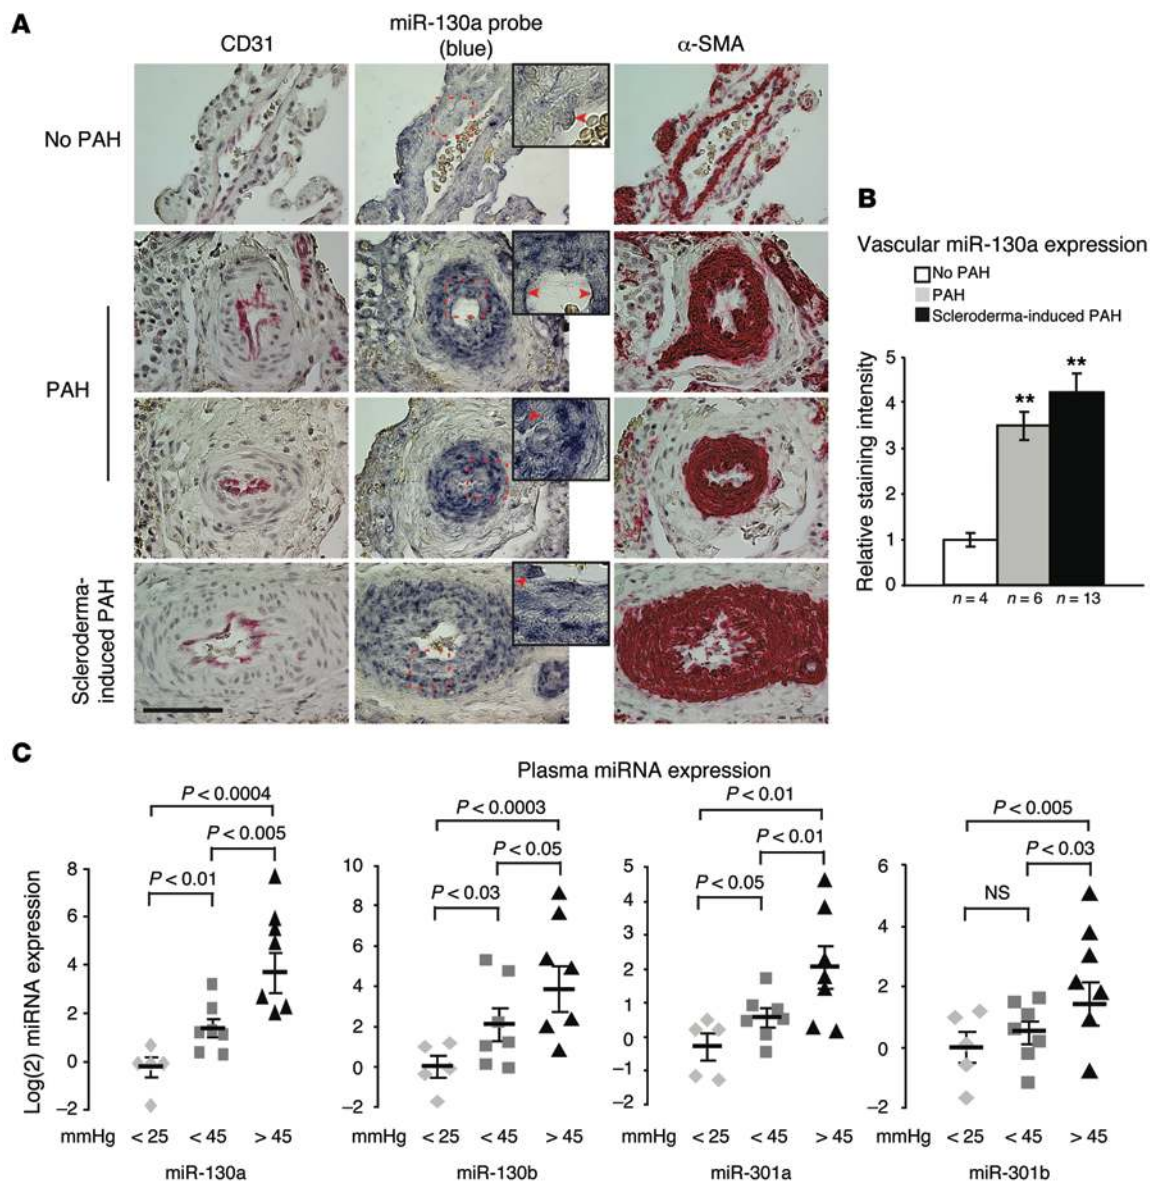 A
CD31
miR-130a probe
(blue)
α-SMA
No PAH
PAH
Scleroderma-
induced PAH
B
Vascular miR-130a expression
No PAH
PAH
Scleroderma-induced PAH
Relative staining intensity
5
4
3
2
1
0
**
**
n = 4
n = 6
n = 13
C
Plasma miRNA expression
Log(2) miRNA expression
P < 0.0004
P < 0.005
P < 0.01
8
6
4
2
0
–2
mmHg < 25 < 45 > 45
miR-130a
P < 0.0003
P < 0.05
P < 0.03
10
8
6
4
2
0
–2
mmHg < 25 < 45 > 45
miR-130b
P < 0.01
P < 0.01
P < 0.05
5
4
3
2
1
0
–1
–2
mmHg < 25 < 45 > 45
miR-301a
P < 0.005
P < 0.03
NS
6
4
2
0
–2
mmHg < 25 < 45 > 45
miR-301b